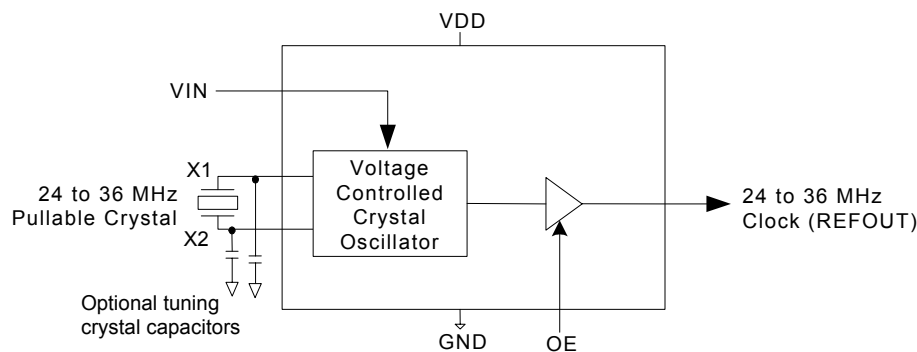 VDD
VIN
X1
Voltage
Controlled
Crystal
Oscillator
24 to 36 MHz
Pullable Crystal
24 to 36 MHz
Clock (REFOUT)
X2
Optional tuning
crystal capacitors
GND
OE